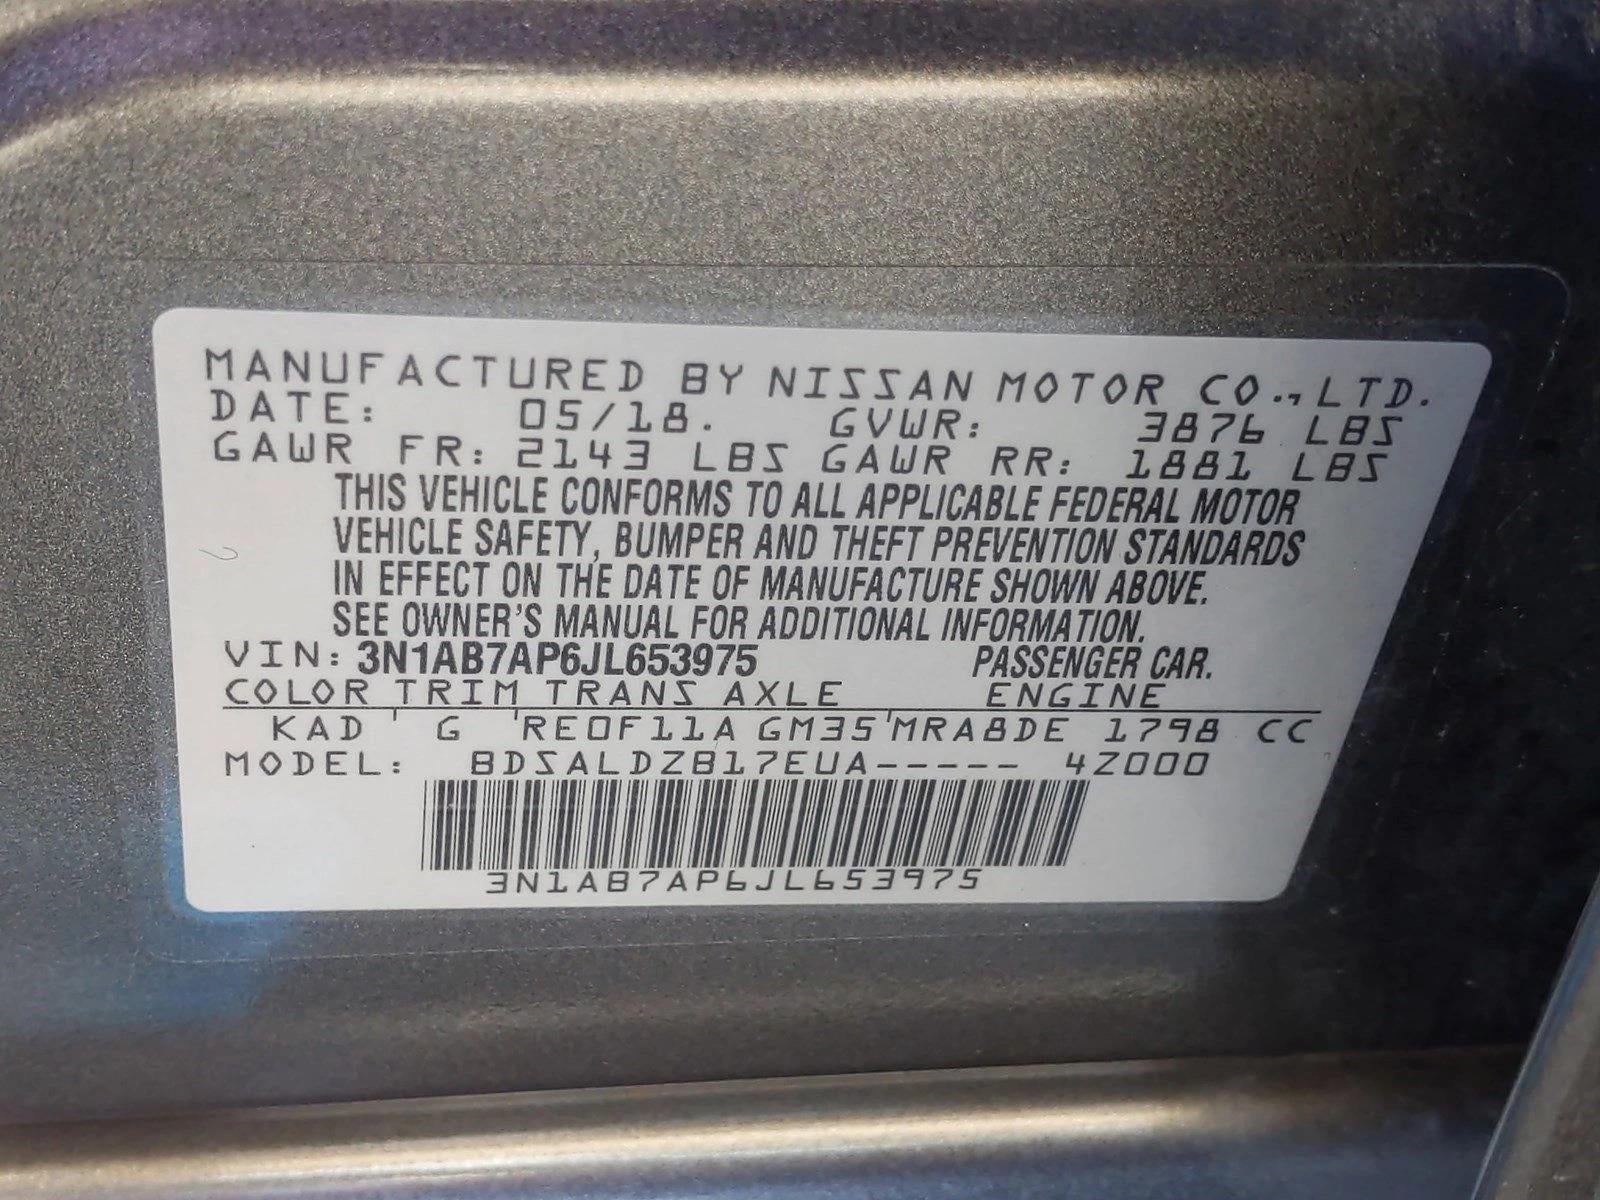 MANUFACTURED BY NISSAN MOTOR CO., LTD.
DATE: 05/18. GVWR: 3876 LBS
GAWR FR: 2143 LBS GAWR RR: 1881 LBS
THIS VEHICLE CONFORMS TO ALL APPLICABLE FEDERAL MOTOR
VEHICLE SAFETY, BUMPER AND THEFT PREVENTION STANDARDS
IN EFFECT ON THE DATE OF MANUFACTURE SHOWN ABOVE.
SEE OWNER'S MANUAL FOR ADDITIONAL INFORMATION.
VIN: 3N1AB7AP6JL653975 PASSENGER CAR.
COLOR TRIM TRANS AXLE ENGINE
KAD ' G 'RE0F11A GM35'MRA8DE 1798 CC
MODEL: BDSALDZB17EUA----- 4Z000
3N1AB7AP6JL653975